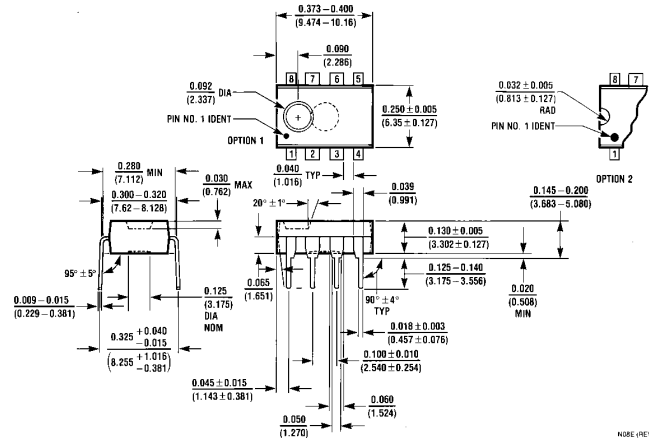 0.373–0.400
(9.474–10.16)
0.090
(2.286)
8 7 6 5
0.092 DIA
(2.337)
PIN NO. 1 IDENT
OPTION 1
0.250 ± 0.005
(6.35 ± 0.127)
1 2 3 4
0.032 ± 0.005
(0.813 ± 0.127)
RAD
PIN NO. 1 IDENT
8 7
1
OPTION 2
0.280 MIN
(7.112)
0.300–0.320
(7.62–8.128)
0.030 MAX
(0.762)
0.040 TYP
(1.016)
0.039
(0.991)
20° ± 1°
0.145–0.200
(3.683–5.080)
0.130 ± 0.005
(3.302 ± 0.127)
95° ± 5°
0.065
(1.651)
0.125–0.140
(3.175–3.556)
0.020
(0.508)
MIN
90° ± 4°
TYP
0.009–0.015
(0.229–0.381)
0.125
(3.175)
DIA
NOM
0.018 ± 0.003
(0.457 ± 0.076)
0.325 +0.040
−0.015
(8.255 +1.016
−0.381)
0.100 ± 0.010
(2.540 ± 0.254)
0.045 ± 0.015
(1.143 ± 0.381)
0.060
(1.524)
0.050
(1.270)
N08E (REV